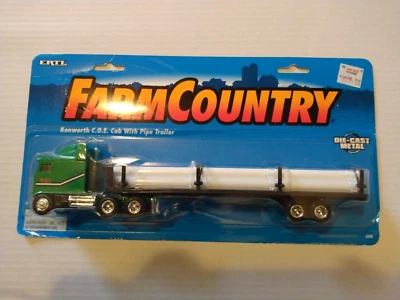 ERTL
FARMCOUNTRY
Kenworth C.O.E. Cab With Pipe Trailer
DIE-CAST
METAL